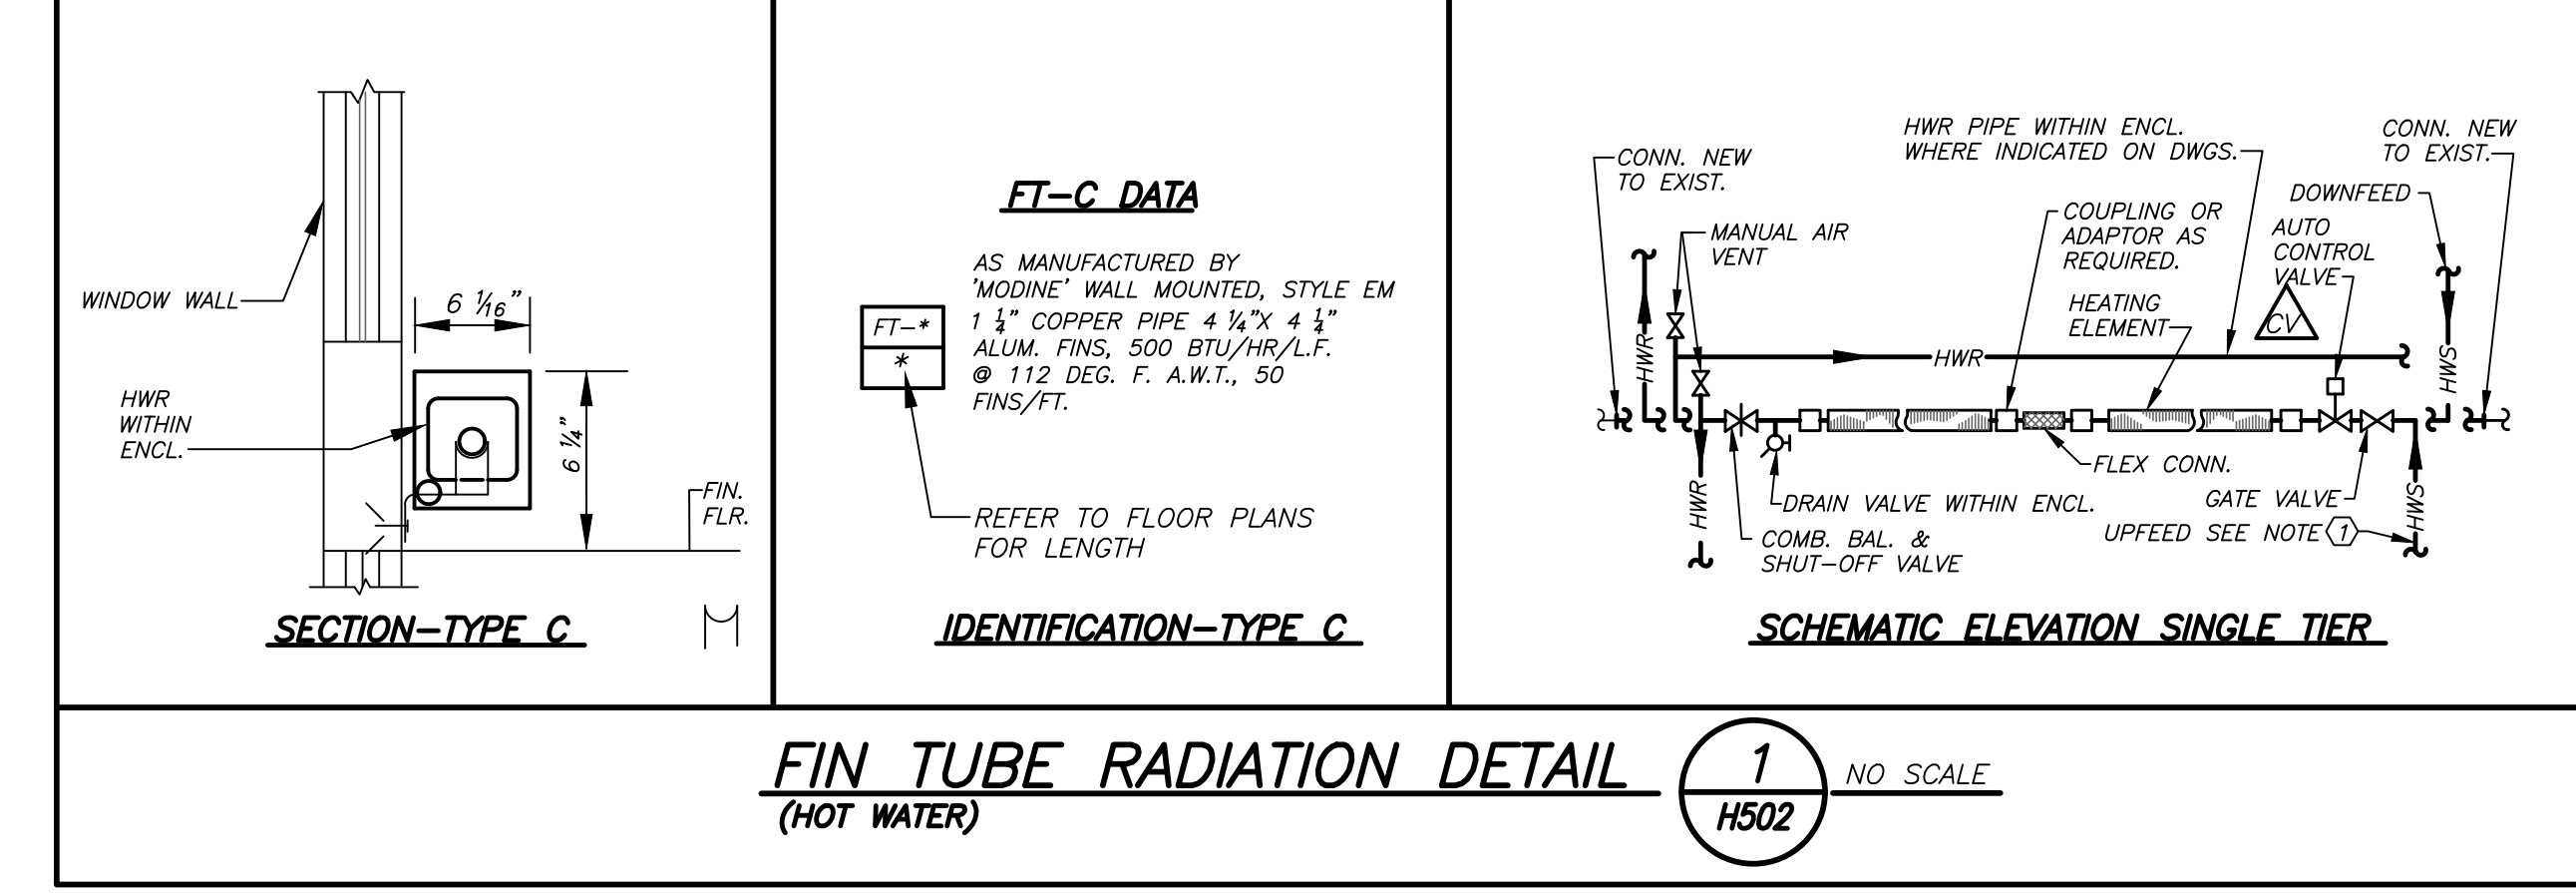 WINDOW WALL
6 1/16"
HWR
WITHIN
ENCL.
6 1/4"
FIN.
FLR.
SECTION-TYPE C
FT-C DATA
AS MANUFACTURED BY
'MODINE' WALL MOUNTED, STYLE EM
1 1/4" COPPER PIPE 4 1/4"X 4 1/4"
ALUM. FINS, 500 BTU/HR/L.F.
@ 112 DEG. F. A.W.T., 50
FINS/FT.
FT-*
*
REFER TO FLOOR PLANS
FOR LENGTH
IDENTIFICATION-TYPE C
CONN. NEW
TO EXIST.
MANUAL AIR
VENT
HWR PIPE WITHIN ENCL.
WHERE INDICATED ON DWGS.
CONN. NEW
TO EXIST.
DOWNFEED
COUPLING OR
ADAPTOR AS
REQUIRED.
AUTO
CONTROL
VALVE
HEATING
ELEMENT
CV
HWR
HWR
HWS
FLEX CONN.
DRAIN VALVE WITHIN ENCL.
GATE VALVE
HWR
HWS
COMB. BAL. &
SHUT-OFF VALVE
UPFEED SEE NOTE 1
SCHEMATIC ELEVATION SINGLE TIER
FIN TUBE RADIATION DETAIL
(HOT WATER)
1
H502
NO SCALE